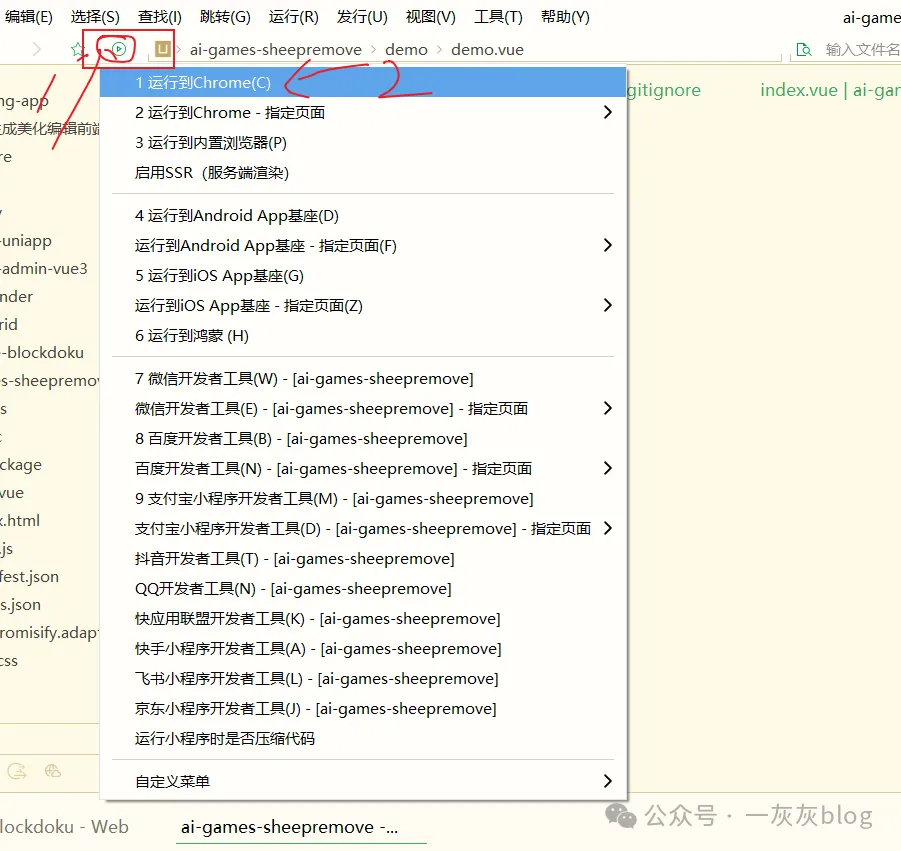 编辑(E) 选择(S) 查找(I) 跳转(G) 运行(R) 发行(U) 视图(V) 工具(T) 帮助(Y) ai-game
U ai-games-sheepremove > demo > demo.vue 输入文件名
gitignore index.vue | ai-gar
ng-app
成美化编辑前端
re
-uniapp
-admin-vue3
nder
rid
-blockdoku
s-sheepremov
s
ckage
vue
x.html
.js
fest.json
s.json
romisify.adapt
css
1 运行到Chrome(C)
2
2 运行到Chrome - 指定页面
3 运行到内置浏览器(P)
启用SSR（服务端渲染）
4 运行到Android App基座(D)
运行到Android App基座 - 指定页面(F)
5 运行到iOS App基座(G)
运行到iOS App基座 - 指定页面(Z)
6 运行到鸿蒙 (H)
7 微信开发者工具(W) - [ai-games-sheepremove]
微信开发者工具(E) - [ai-games-sheepremove] - 指定页面
8 百度开发者工具(B) - [ai-games-sheepremove]
百度开发者工具(N) - [ai-games-sheepremove] - 指定页面
9 支付宝小程序开发者工具(M) - [ai-games-sheepremove]
支付宝小程序开发者工具(D) - [ai-games-sheepremove] - 指定页面
抖音开发者工具(T) - [ai-games-sheepremove]
QQ开发者工具(N) - [ai-games-sheepremove]
快应用联盟开发者工具(K) - [ai-games-sheepremove]
快手小程序开发者工具(A) - [ai-games-sheepremove]
飞书小程序开发者工具(L) - [ai-games-sheepremove]
京东小程序开发者工具(J) - [ai-games-sheepremove]
运行小程序时是否压缩代码
自定义菜单
公众号 · 一灰灰blog
lockdoku - Web ai-games-sheepremove -...